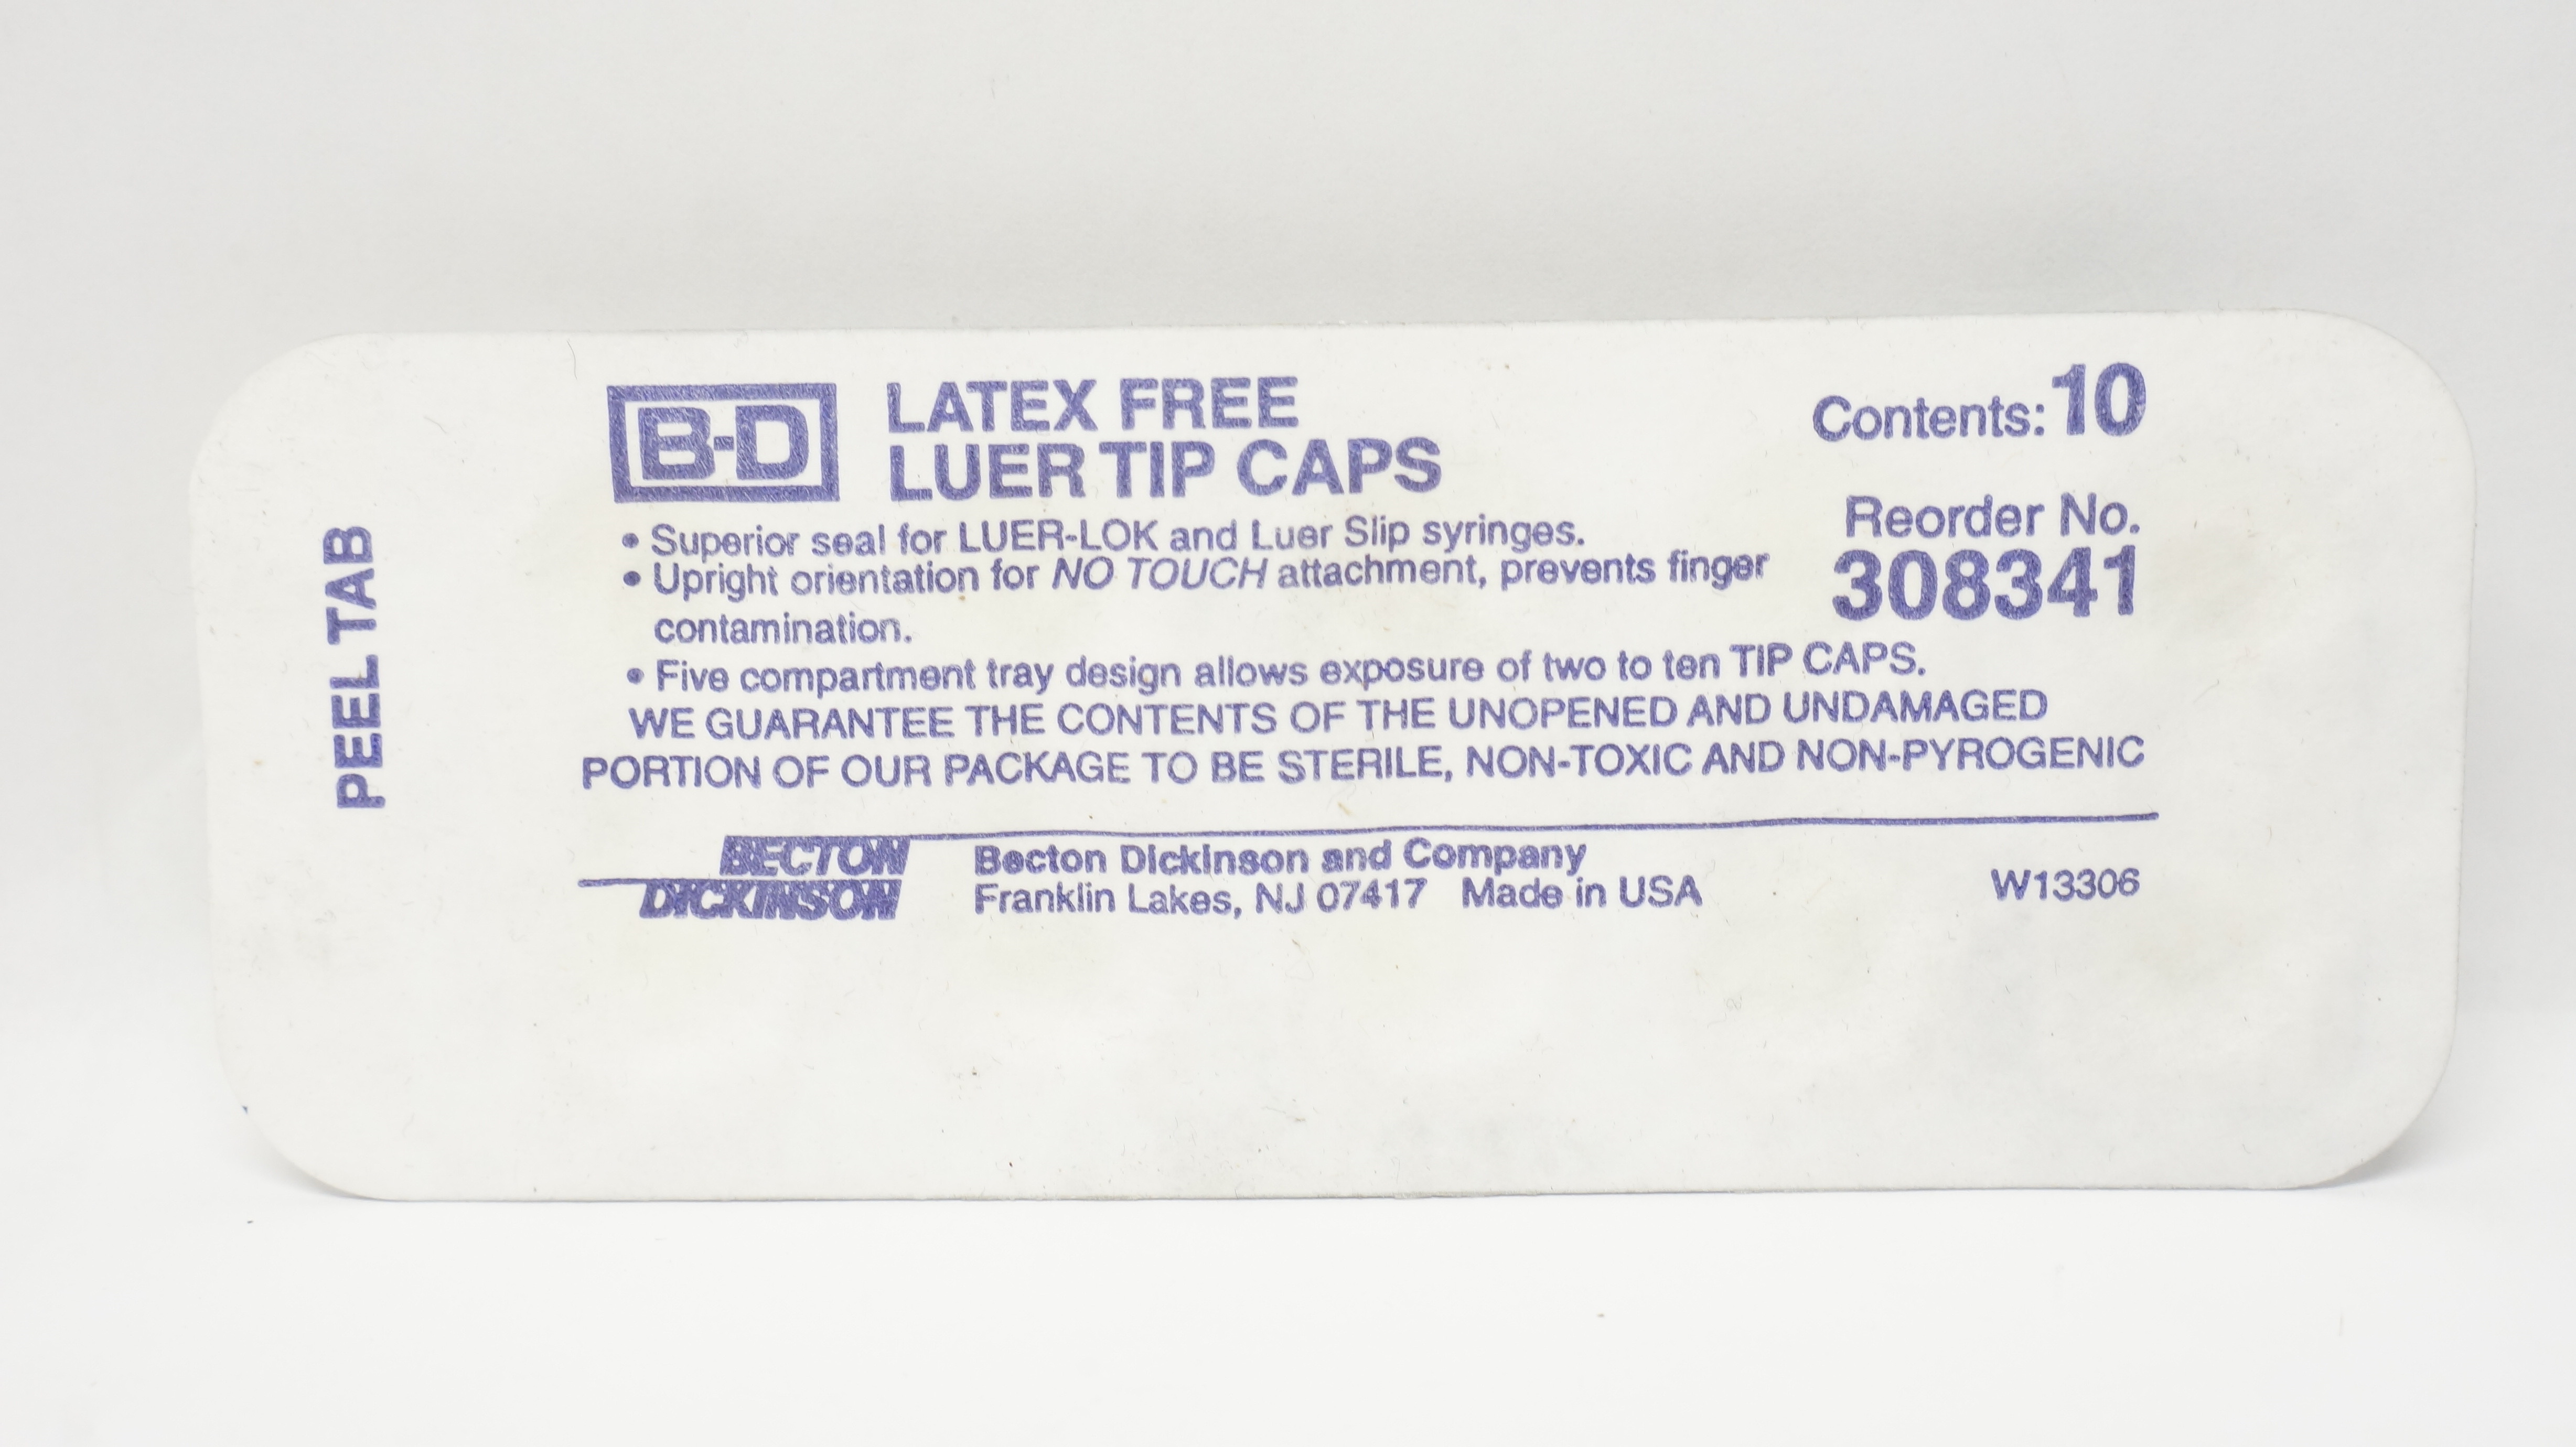 B-D
LATEX FREE
LUER TIP CAPS
Contents: 10
Reorder No.
308341
• Superior seal for LUER-LOK and Luer Slip syringes.
• Upright orientation for NO TOUCH attachment, prevents finger
contamination.
• Five compartment tray design allows exposure of two to ten TIP CAPS.
WE GUARANTEE THE CONTENTS OF THE UNOPENED AND UNDAMAGED
PORTION OF OUR PACKAGE TO BE STERILE, NON-TOXIC AND NON-PYROGENIC
PEEL TAB
BECTON
DICKINSON
Becton Dickinson and Company
Franklin Lakes, NJ 07417 Made in USA
W13306